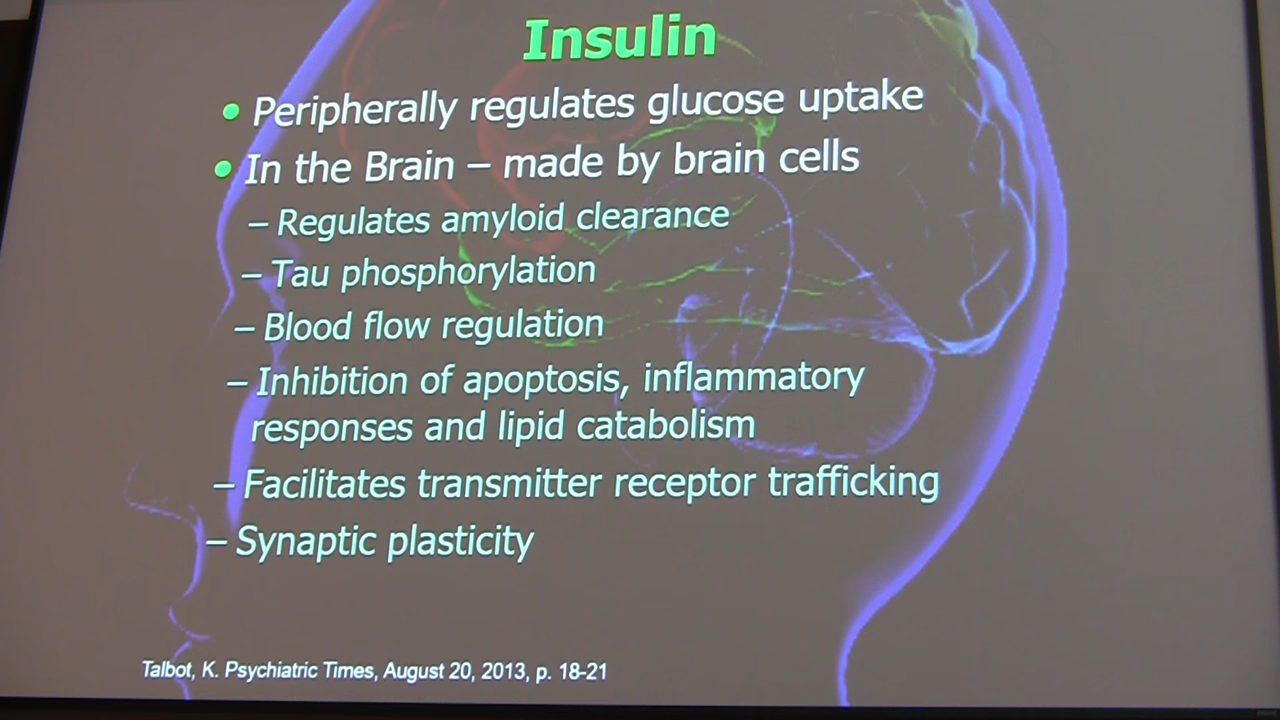 Insulin
• Peripherally regulates glucose uptake
• In the Brain – made by brain cells
– Regulates amyloid clearance
– Tau phosphorylation
– Blood flow regulation
– Inhibition of apoptosis, inflammatory
responses and lipid catabolism
– Facilitates transmitter receptor trafficking
– Synaptic plasticity
Talbot, K. Psychiatric Times, August 20, 2013, p. 18-21